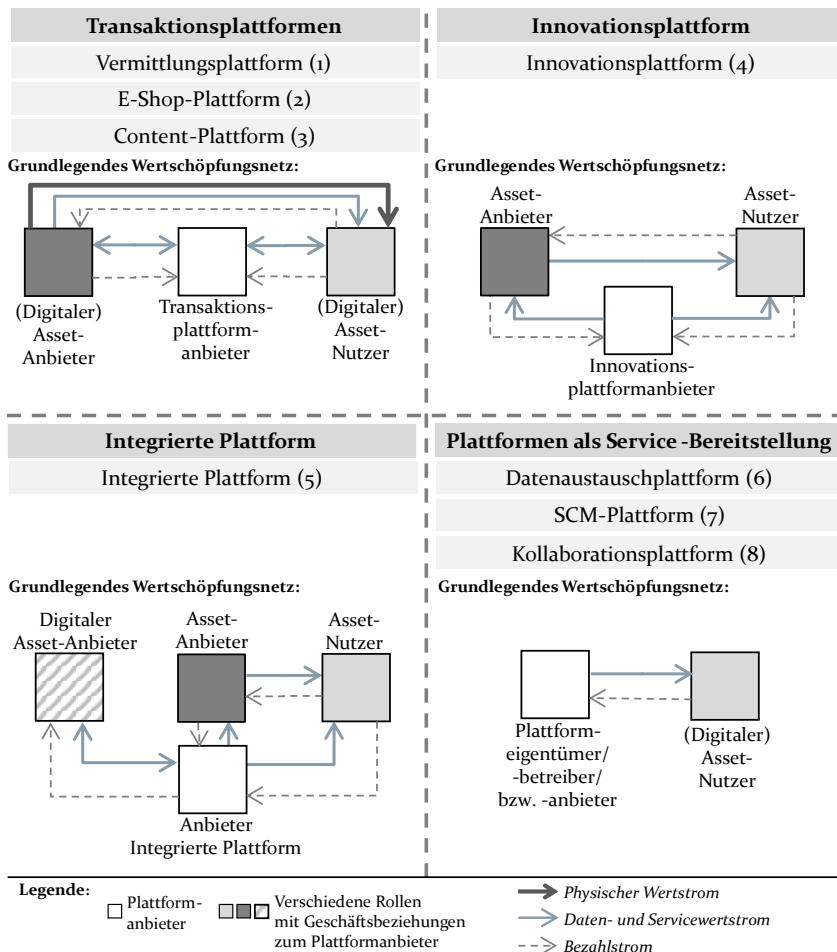 Transaktionsplattformen
Vermittlungsplattform (1)
E-Shop-Plattform (2)
Content-Plattform (3)
Grundlegendes Wertschöpfungsnetz:
(Digitaler)
Asset-
Anbieter
Transaktions-
plattform-
anbieter
(Digitaler)
Asset-
Nutzer
Innovationsplattform
Innovationsplattform (4)
Grundlegendes Wertschöpfungsnetz:
Asset-
Anbieter
Asset-
Nutzer
Innovations-
plattformanbieter
Integrierte Plattform
Integrierte Plattform (5)
Grundlegendes Wertschöpfungsnetz:
Digitaler
Asset-Anbieter
Asset-
Anbieter
Asset-
Nutzer
Anbieter
Integrierte Plattform
Plattformen als Service -Bereitstellung
Datenaustauschplattform (6)
SCM-Plattform (7)
Kollaborationsplattform (8)
Grundlegendes Wertschöpfungsnetz:
Plattform-
eigentümer/
-betreiber/
bzw. -anbieter
(Digitaler)
Asset-
Nutzer
Legende:
Plattform-
anbieter
Verschiedene Rollen
mit Geschäftsbeziehungen
zum Plattformanbieter
Physischer Wertstrom
Daten- und Servicewertstrom
Bezahlstrom